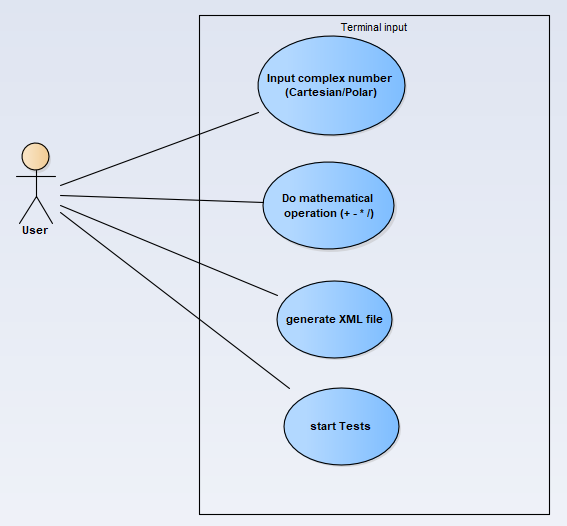 Terminal input
Input complex number
(Cartesian/Polar)
Do mathematical
operation (+ - * /)
User
generate XML file
start Tests